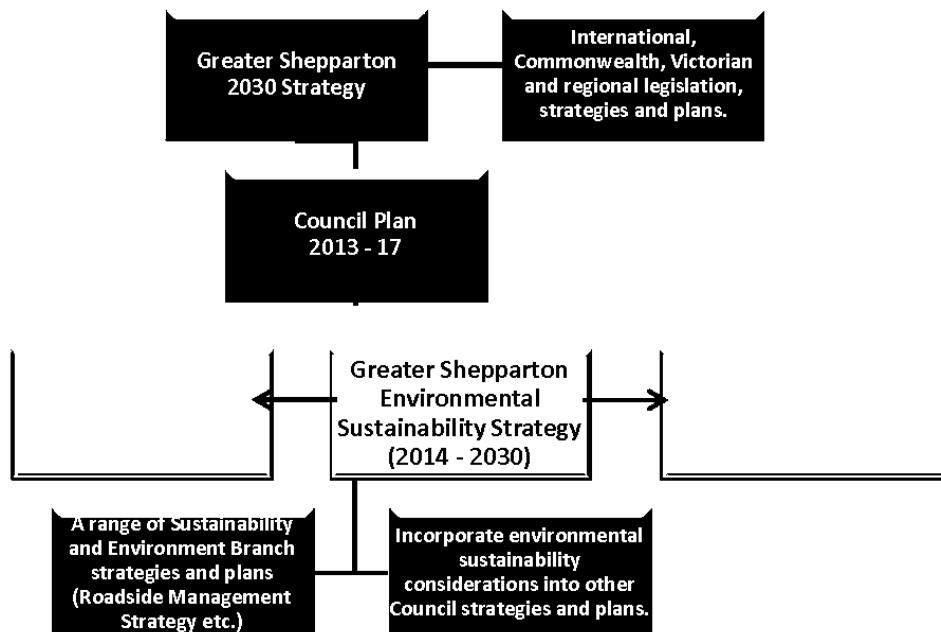 Greater Shepparton
2030 Strategy
International,
Commonwealth, Victorian
and regional legislation,
strategies and plans.
Council Plan
2013 - 17
Greater Shepparton
Environmental
Sustainability Strategy
(2014 - 2030)
A range of Sustainability
and Environment Branch
strategies and plans
(Roadside Management
Strategy etc.)
Incorporate environmental
sustainability
considerations into other
Council strategies and plans.